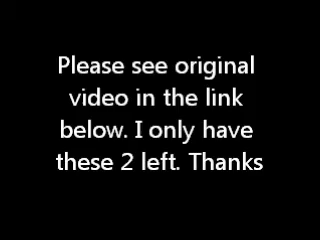 Please see original
video in the link
below. I only have
these 2 left. Thanks